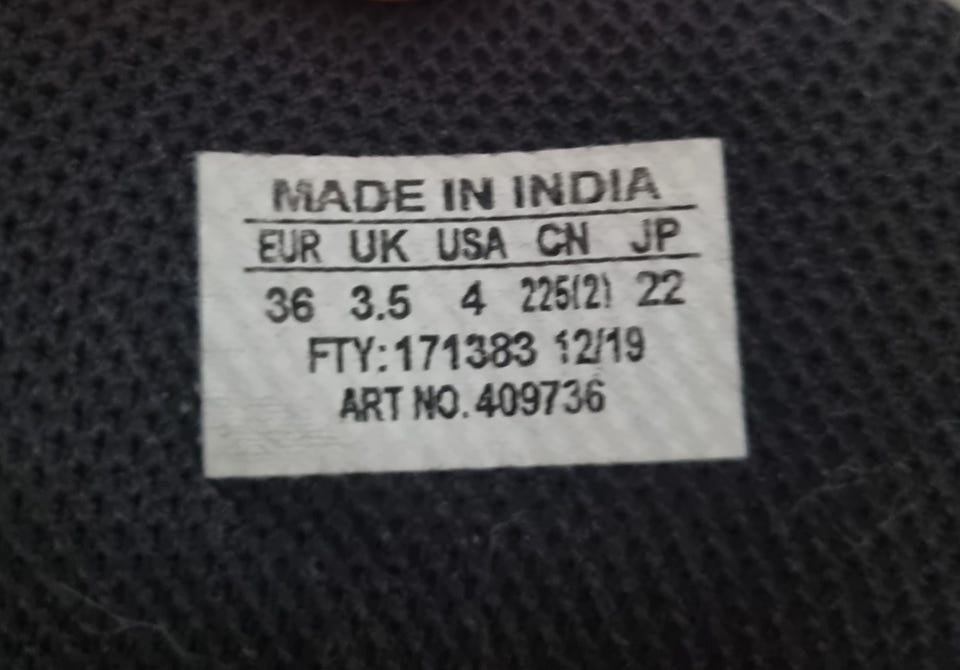 MADE IN INDIA
EUR UK USA CN JP
36 3.5 4 225(2) 22
FTY:171383 12/19
ART NO.409736